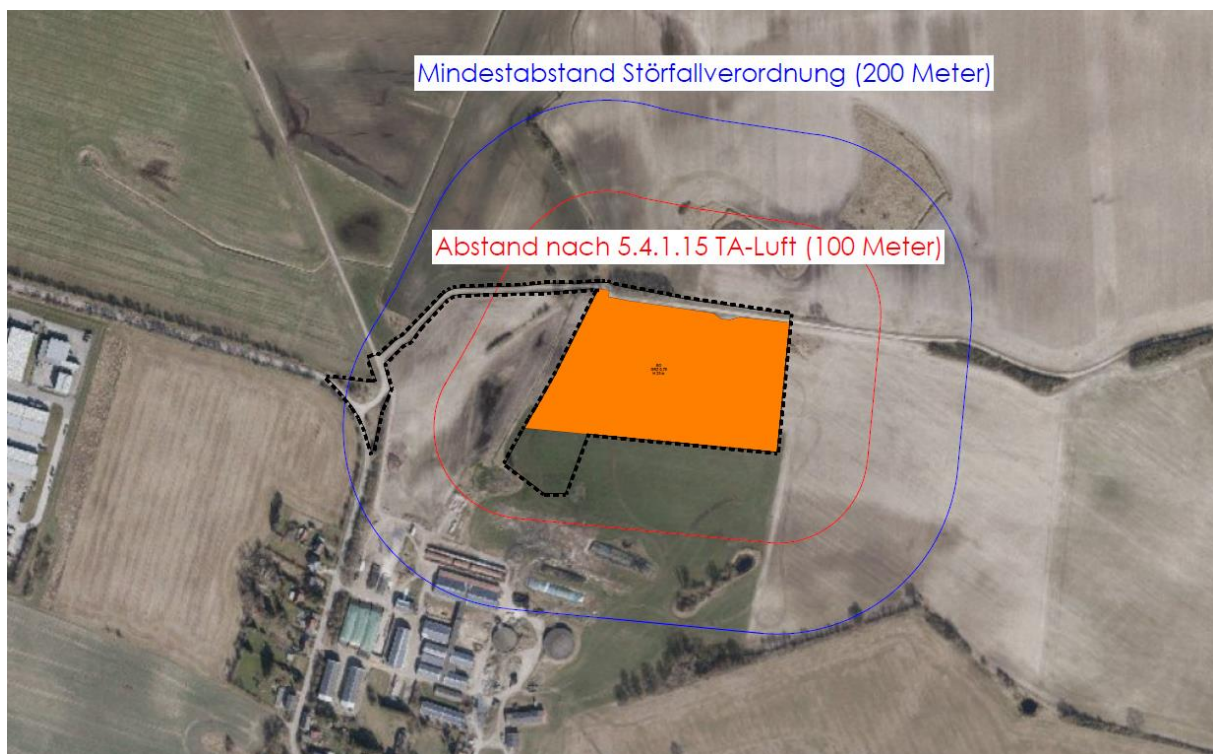 Mindestabstand Störfallverordnung (200 Meter)
Abstand nach 5.4.1.15 TA-Luft (100 Meter)